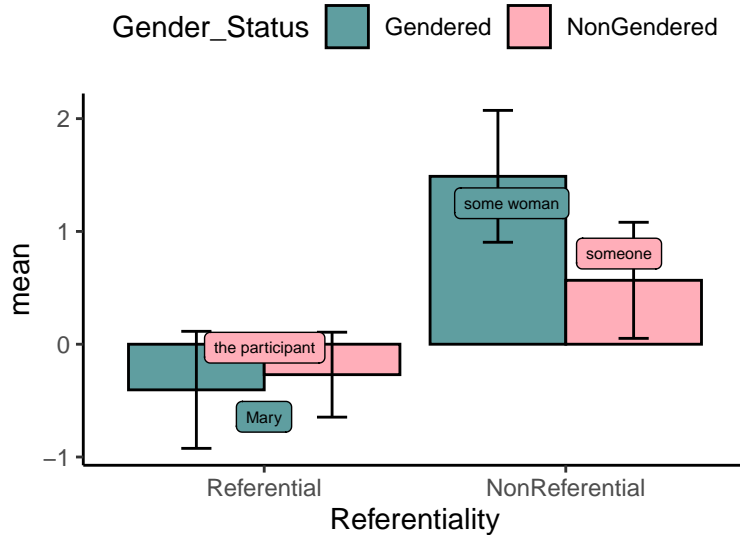 Gender_Status Gendered NonGendered
2
some woman
1
someone
mean
0
the participant
Mary
−1
Referential NonReferential
Referentiality